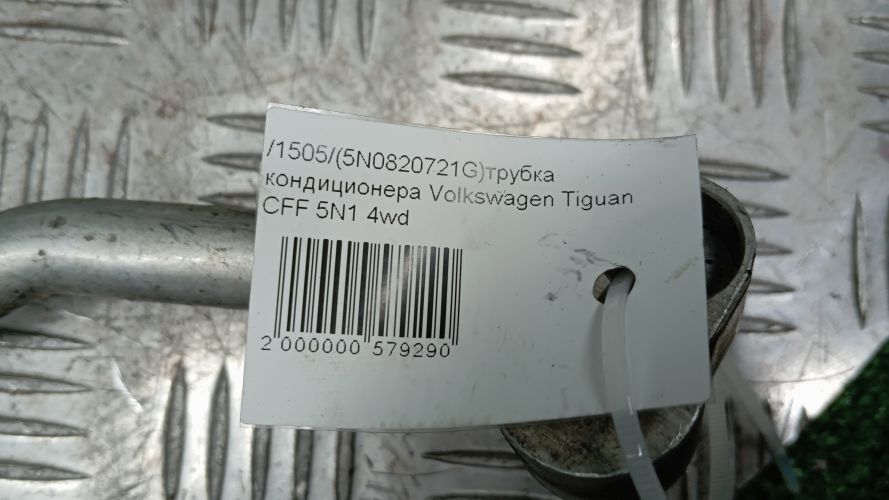 /1505/(5N0820721G)трубка
кондиционера Volkswagen Tiguan
CFF 5N1 4wd
2 000000 579290